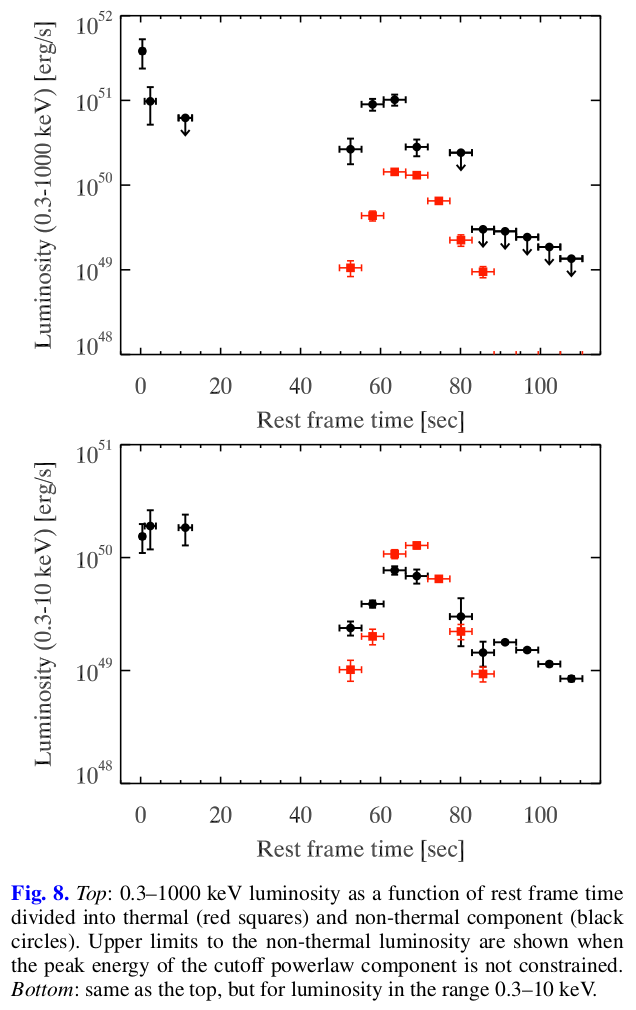 10^52
10^51
10^50
10^49
10^48
Luminosity (0.3-1000 keV) [erg/s]
0 20 40 60 80 100
Rest frame time [sec]
10^51
10^50
10^49
10^48
Luminosity (0.3-10 keV) [erg/s]
0 20 40 60 80 100
Rest frame time [sec]
Fig. 8. Top: 0.3–1000 keV luminosity as a function of rest frame time
divided into thermal (red squares) and non-thermal component (black
circles). Upper limits to the non-thermal luminosity are shown when
the peak energy of the cutoff powerlaw component is not constrained.
Bottom: same as the top, but for luminosity in the range 0.3–10 keV.